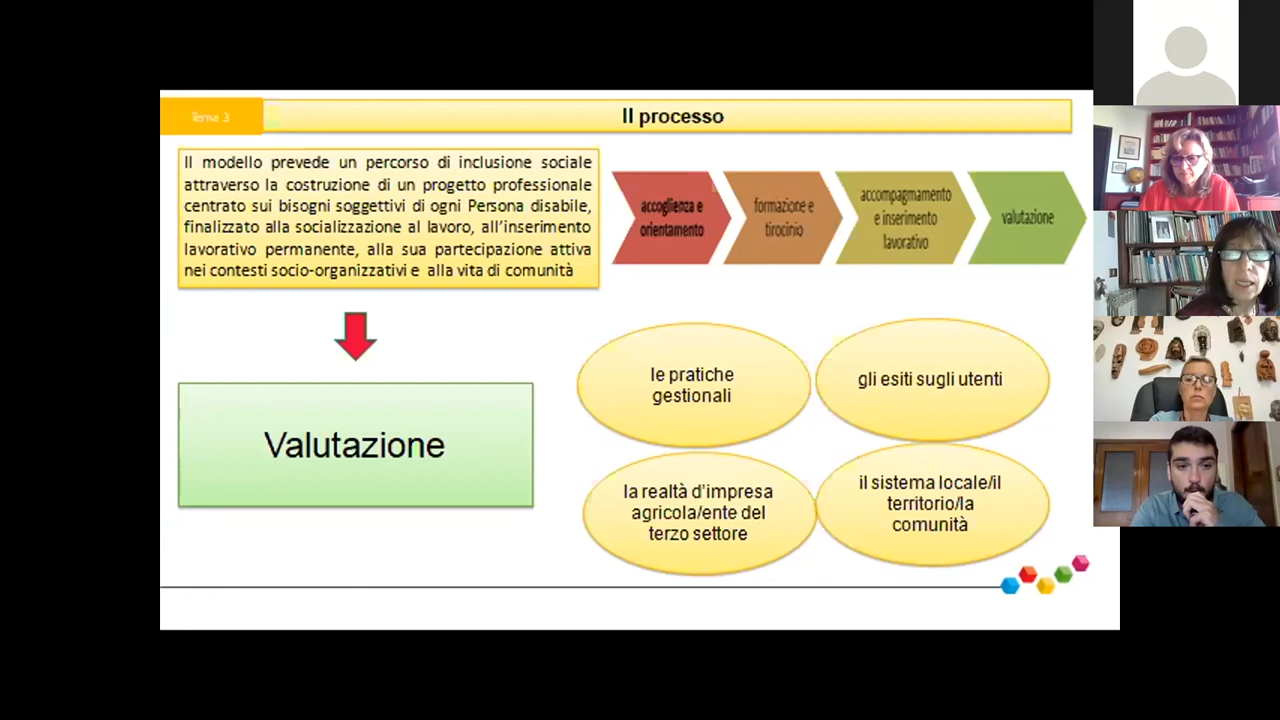 Tema 3
Il processo
Il modello prevede un percorso di inclusione sociale
attraverso la costruzione di un progetto professionale
centrato sui bisogni soggettivi di ogni Persona disabile,
finalizzato alla socializzazione al lavoro, all'inserimento
lavorativo permanente, alla sua partecipazione attiva
nei contesti socio-organizzativi e alla vita di comunità
accoglienza e
orientamento
formazione e
tirocinio
accompagnamento
e inserimento
lavorativo
valutazione
Valutazione
le pratiche
gestionali
gli esiti sugli utenti
la realtà d'impresa
agricola/ente del
terzo settore
il sistema locale/il
territorio/la
comunità